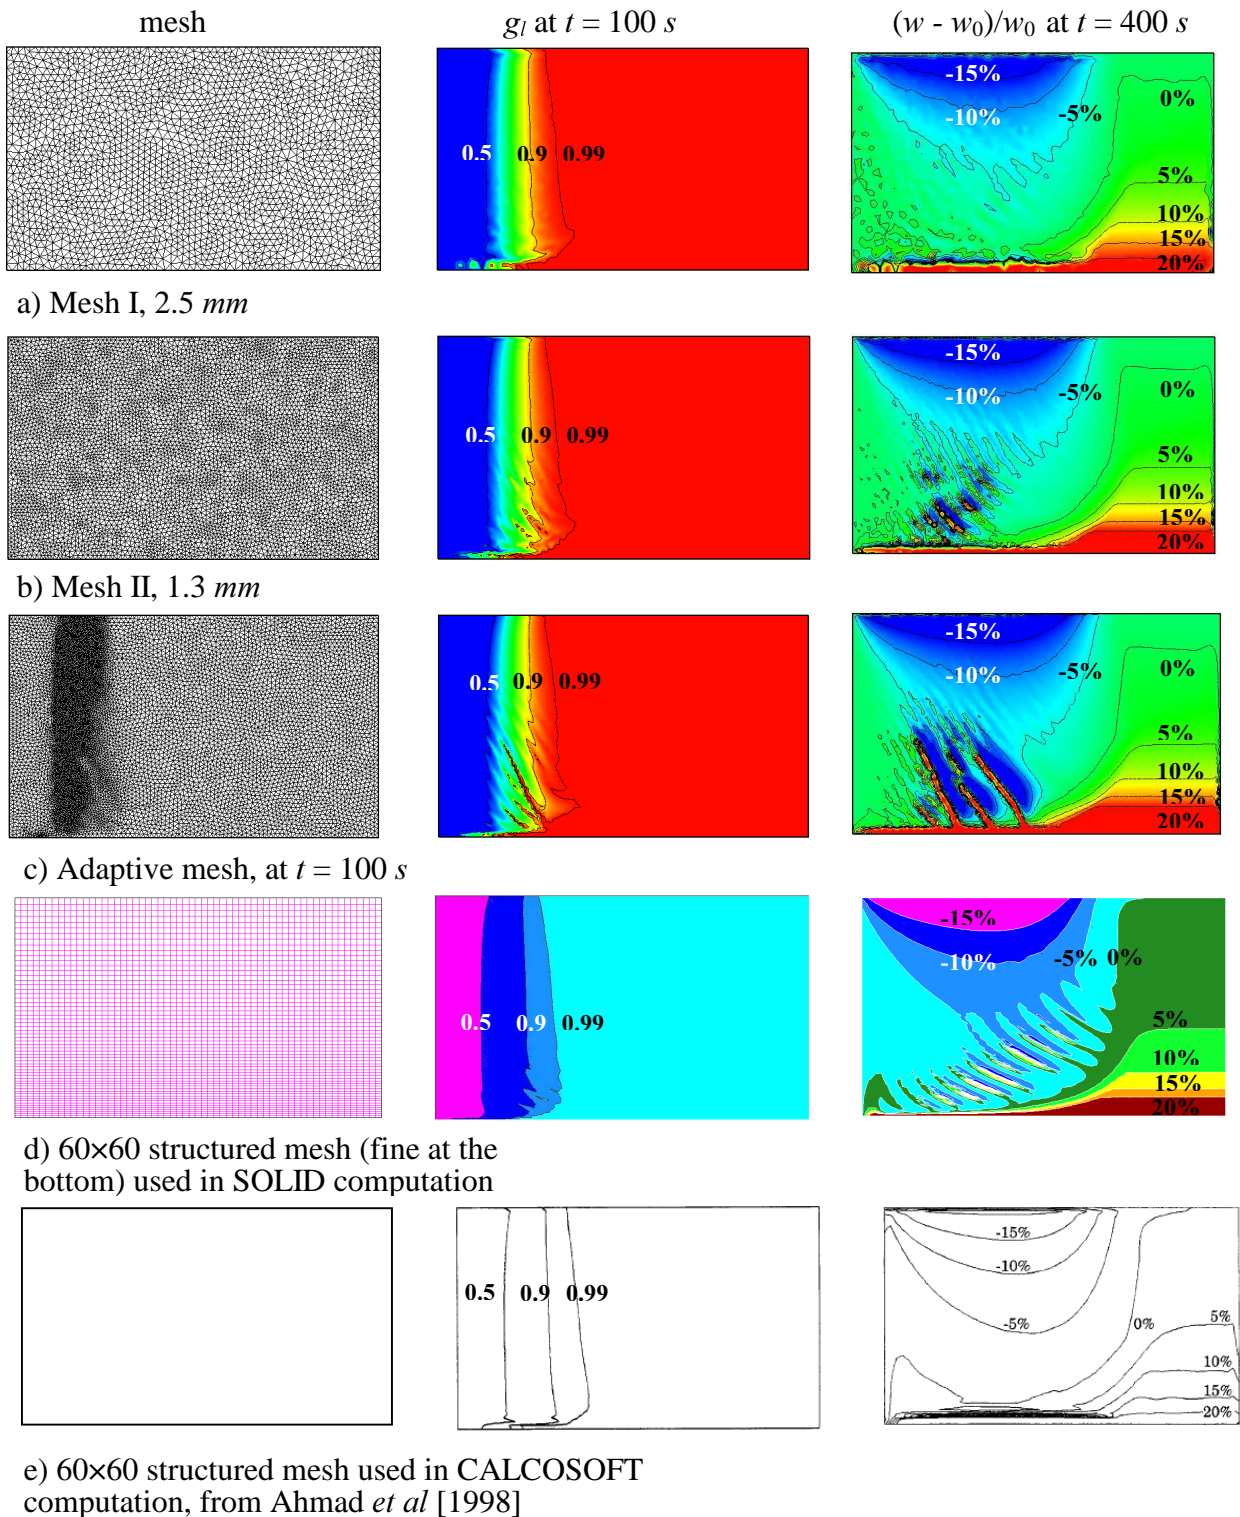 mesh
g_l at t = 100 s
(w - w_0)/w_0 at t = 400 s
0.5 0.9 0.99
-15%
-10% -5% 0%
5%
10%
15%
20%
a) Mesh I, 2.5 mm
0.5 0.9 0.99
-15%
-10% -5% 0%
5%
10%
15%
20%
b) Mesh II, 1.3 mm
0.5 0.9 0.99
-15%
-10% -5% 0%
5%
10%
15%
20%
c) Adaptive mesh, at t = 100 s
0.5 0.9 0.99
-15%
-10% -5% 0%
5%
10%
15%
20%
d) 60×60 structured mesh (fine at the
bottom) used in SOLID computation
0.5 0.9 0.99
-15%
-10%
-5% 0% 5%
10%
15%
20%
e) 60×60 structured mesh used in CALCOSOFT
computation, from Ahmad et al [1998]